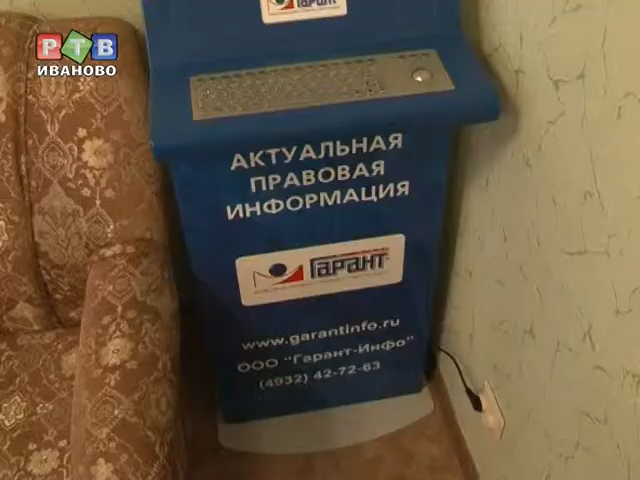 РТВ
ИВАНОВО
Гарант
АКТУАЛЬНАЯ
ПРАВОВАЯ
ИНФОРМАЦИЯ
ГАРАНТ
www.garantinfo.ru
ООО "Гарант-Инфо"
(4932) 42-72-63